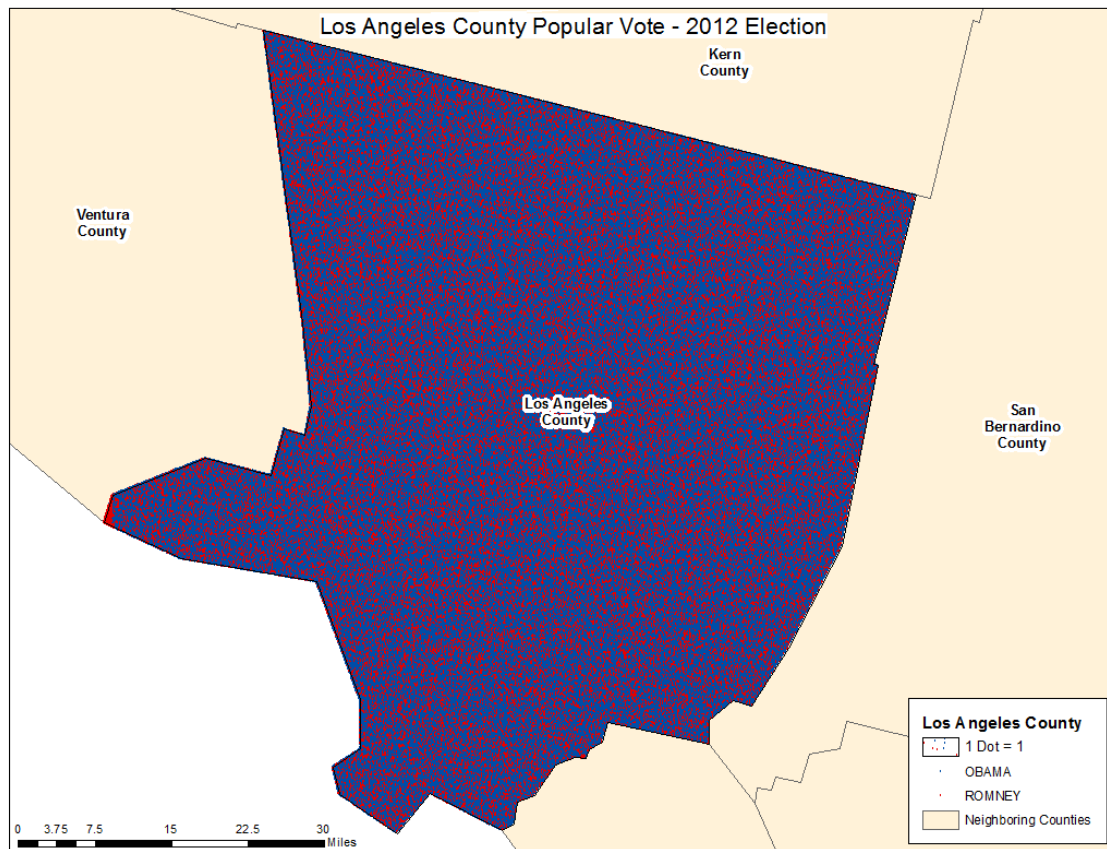 Los Angeles County Popular Vote - 2012 Election
Kern
County
Ventura
County
Los Angeles
County
San
Bernardino
County
Los Angeles County
1 Dot = 1
OBAMA
ROMNEY
Neighboring Counties
0 3.75 7.5 15 22.5 30
Miles